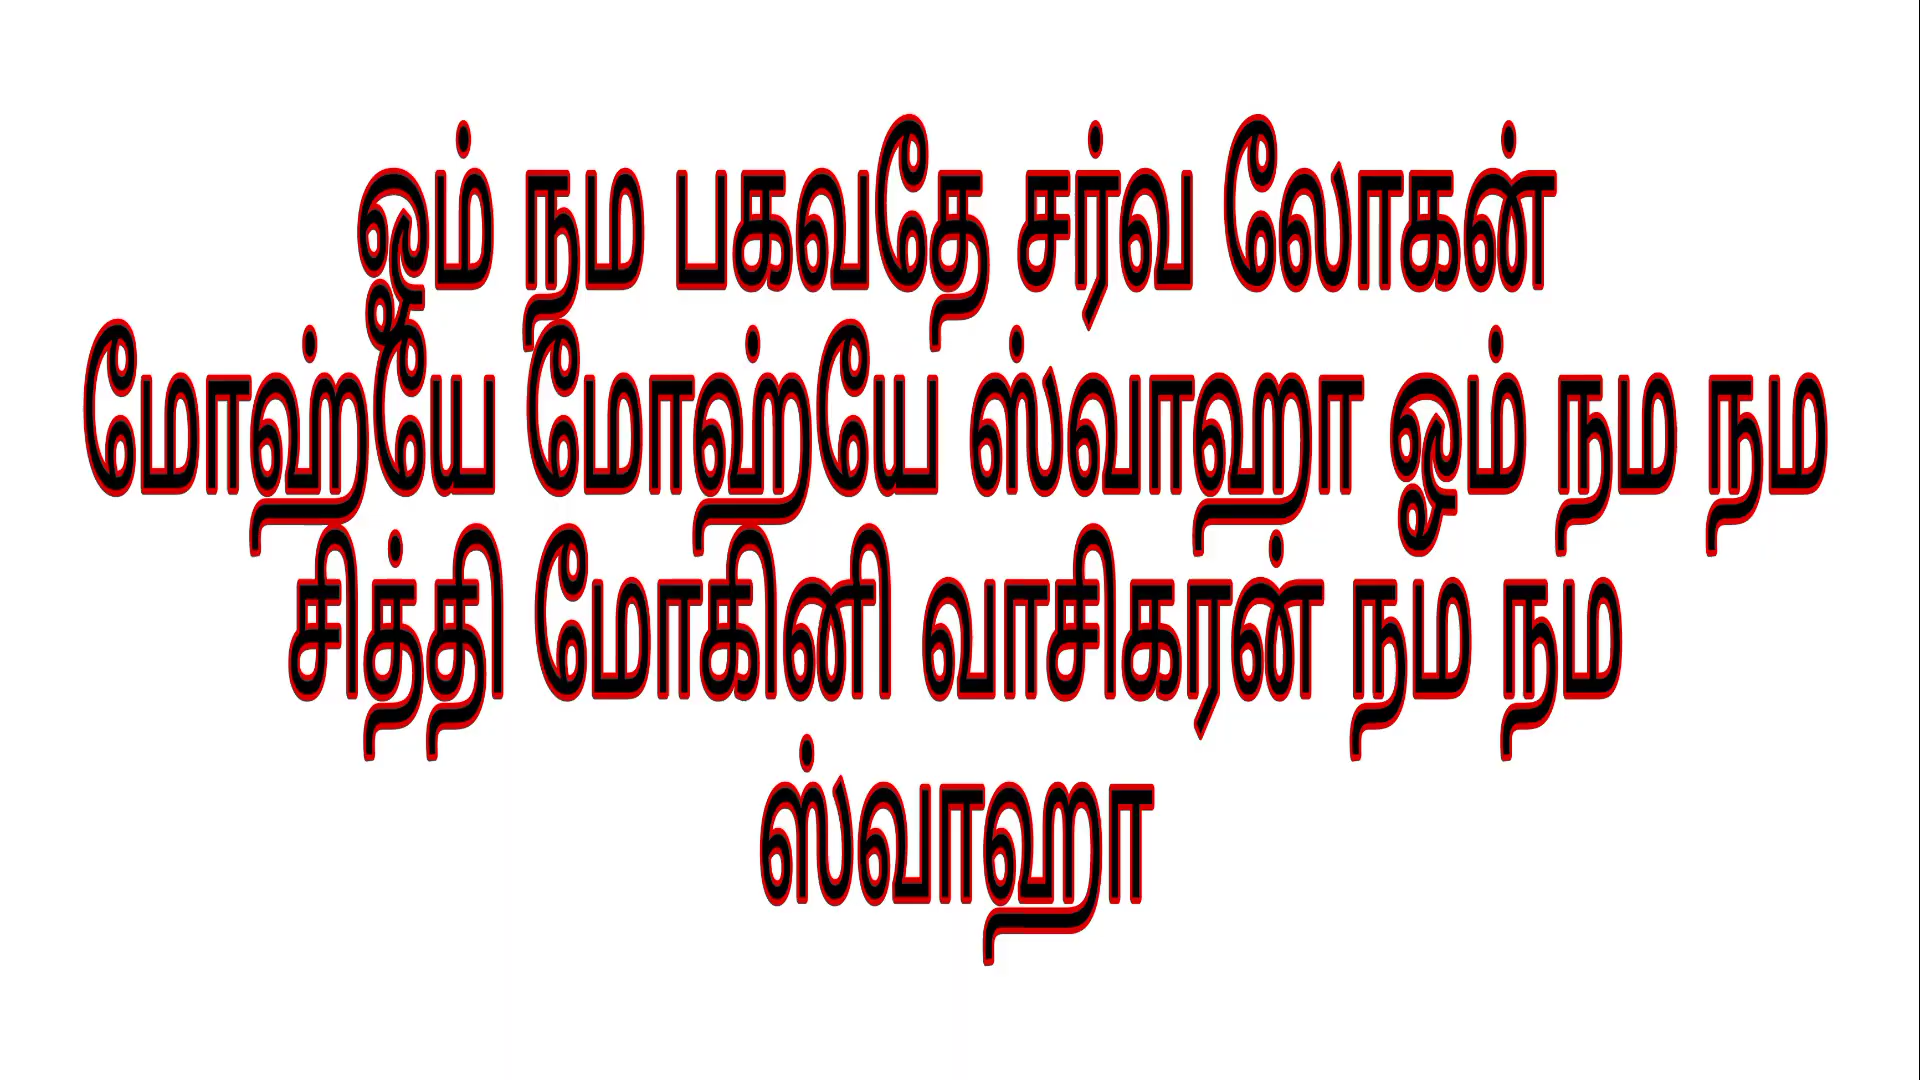 ஓம் நம பகவதே சர்வ லோகன்
மோஹ்யே மோஹ்யே ஸ்வாஹா ஓம் நம நம
சித்தி மோகினி வாசிகரன் நம நம
ஸ்வாஹா